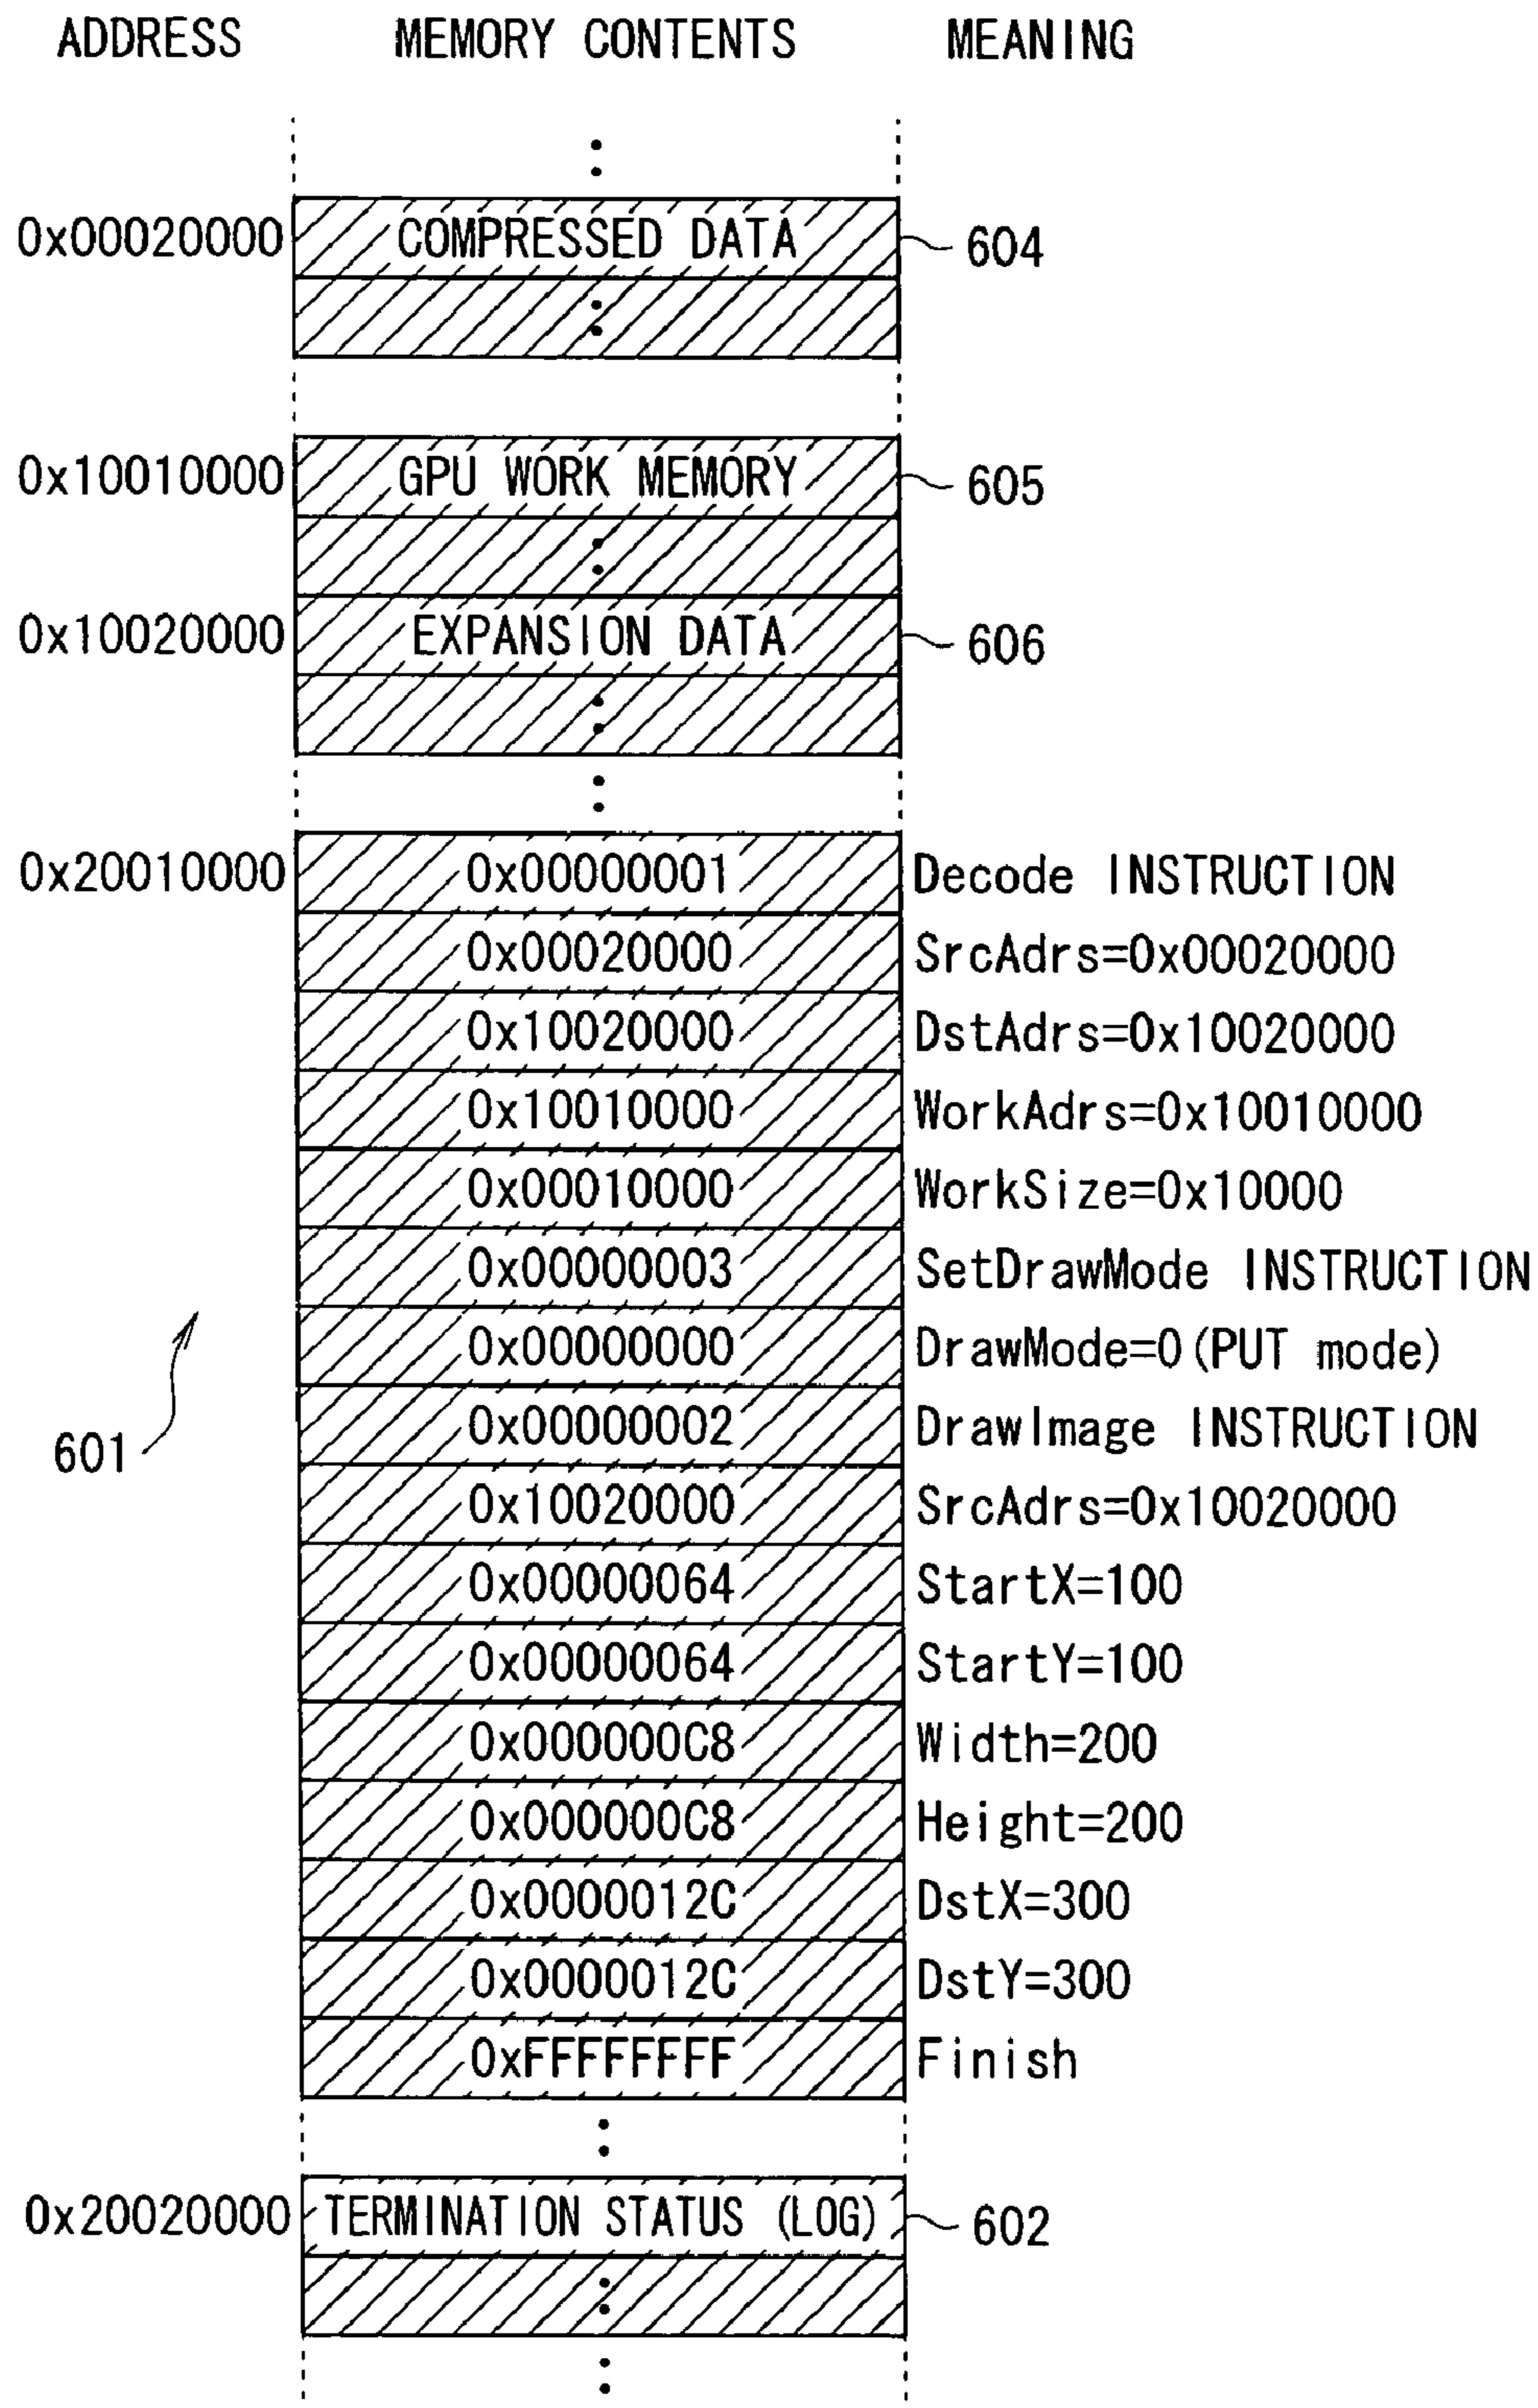 ADDRESS MEMORY CONTENTS MEANING
0x00020000 COMPRESSED DATA 604
0x10010000 GPU WORK MEMORY 605
0x10020000 EXPANSION DATA 606
0x20010000 0x00000001 Decode INSTRUCTION
0x00020000 SrcAdrs=0x00020000
0x10020000 DstAdrs=0x10020000
0x10010000 WorkAdrs=0x10010000
0x00010000 WorkSize=0x10000
0x00000003 SetDrawMode INSTRUCTION
0x00000000 DrawMode=0(PUT mode)
0x00000002 DrawImage INSTRUCTION
601
0x10020000 SrcAdrs=0x10020000
0x00000064 StartX=100
0x00000064 StartY=100
0x000000C8 Width=200
0x000000C8 Height=200
0x0000012C DstX=300
0x0000012C DstY=300
0xFFFFFFFF Finish
0x20020000 TERMINATION STATUS (LOG) 602